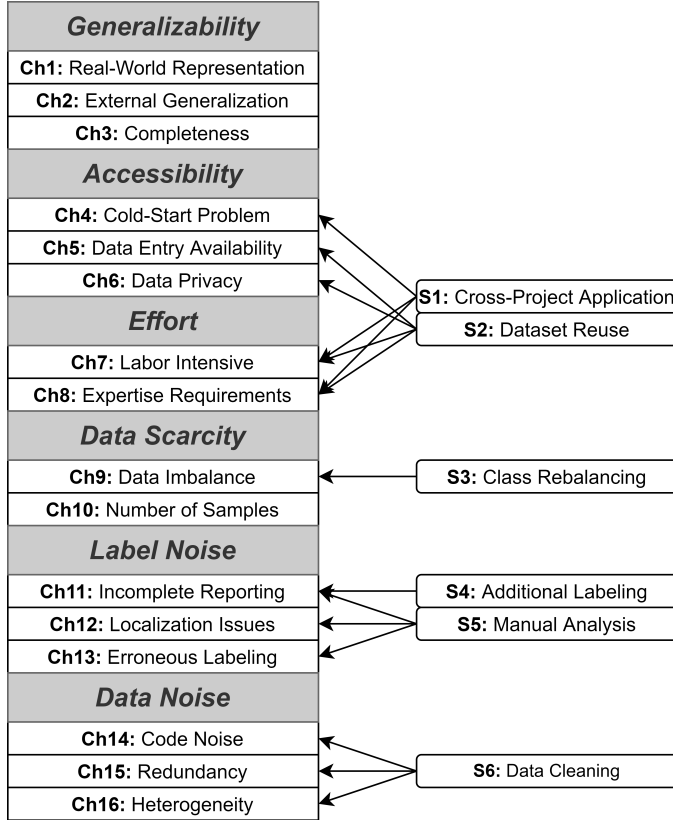 Generalizability
Ch1: Real-World Representation
Ch2: External Generalization
Ch3: Completeness
Accessibility
Ch4: Cold-Start Problem
Ch5: Data Entry Availability
Ch6: Data Privacy
Effort
Ch7: Labor Intensive
Ch8: Expertise Requirements
Data Scarcity
Ch9: Data Imbalance
Ch10: Number of Samples
Label Noise
Ch11: Incomplete Reporting
Ch12: Localization Issues
Ch13: Erroneous Labeling
Data Noise
Ch14: Code Noise
Ch15: Redundancy
Ch16: Heterogeneity
S1: Cross-Project Application
S2: Dataset Reuse
S3: Class Rebalancing
S4: Additional Labeling
S5: Manual Analysis
S6: Data Cleaning